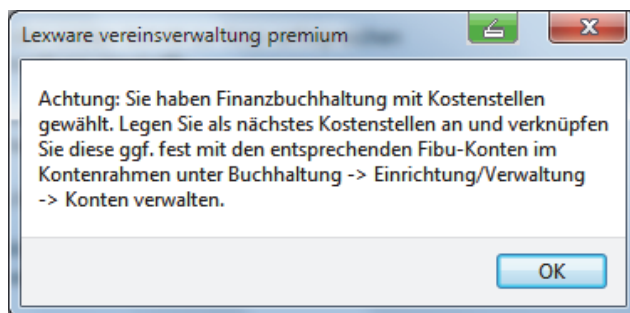 Lexware vereinsverwaltung premium
Achtung: Sie haben Finanzbuchhaltung mit Kostenstellen
gewählt. Legen Sie als nächstes Kostenstellen an und verknüpfen
Sie diese ggf. fest mit den entsprechenden Fibu-Konten im
Kontenrahmen unter Buchhaltung -> Einrichtung/Verwaltung
-> Konten verwalten.
OK